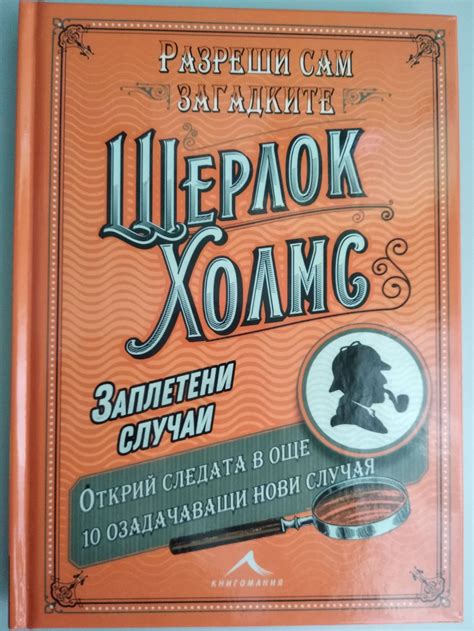 Разреши сам
загадките
Шерлок
Холмс
Заплетени
случаи
Открий следата в още
10 озадачаващи нови случая
КНИГОМАНИЯ